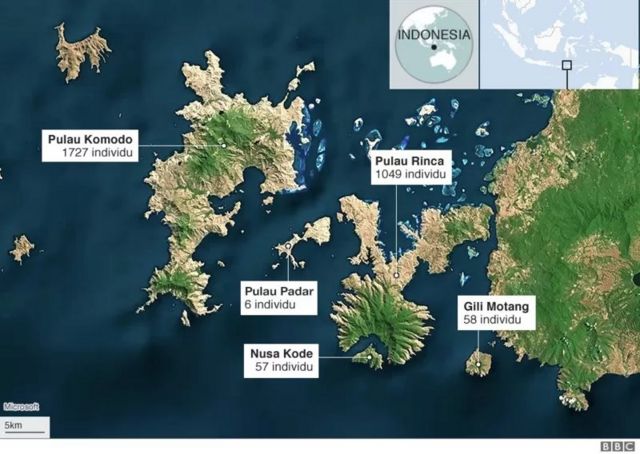 INDONESIA
Pulau Komodo
1727 individu
Pulau Rinca
1049 individu
Pulau Padar
6 individu
Gili Motang
58 individu
Nusa Kode
57 individu
Microsoft
5km
BBC